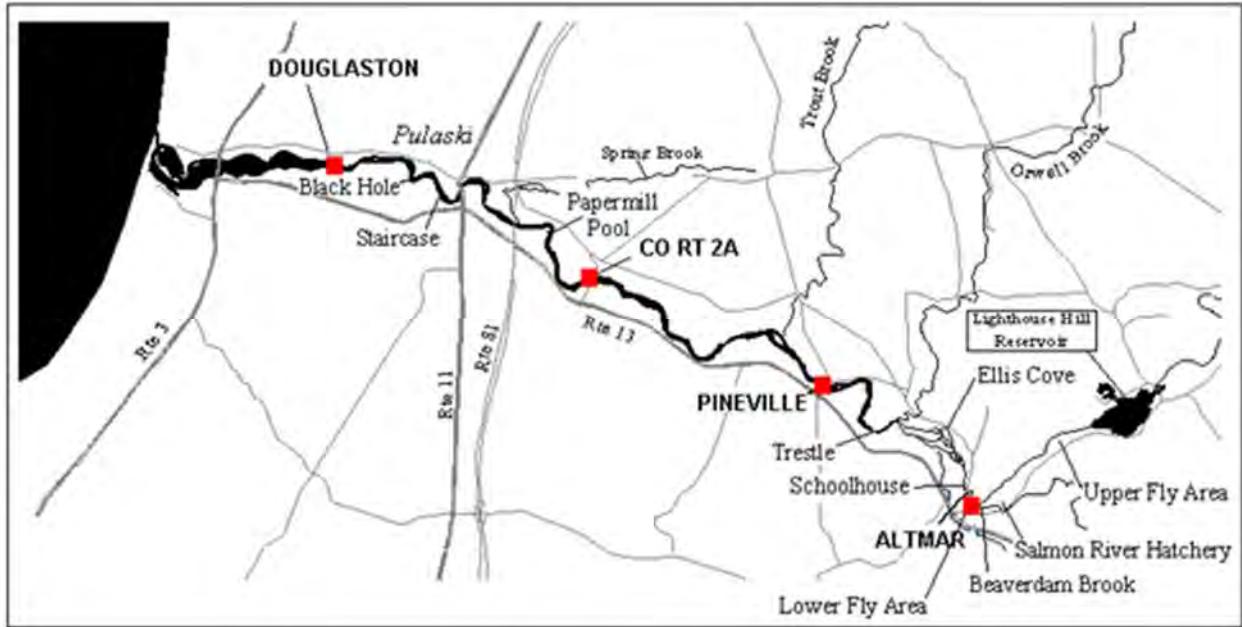 DOUGLASTON
Pulaski
Black Hole
Staircase
Spring Brook
Papermill
Pool
Trout Brook
Orwell Brook
CO RT 2A
Rte 3
Rte 11
Rte 81
Rte 13
Lighthouse Hill
Reservoir
Ellis Cove
PINEVILLE
Trestle
Schoolhouse
Upper Fly Area
ALTMAR
Salmon River Hatchery
Beaverdam Brook
Lower Fly Area